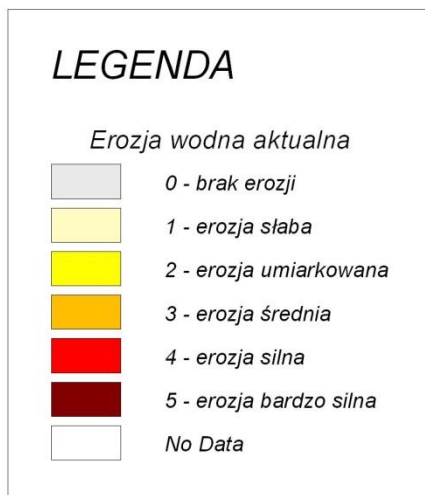 LEGENDA
Erozja wodna aktualna
0 - brak erozji
1 - erozja słaba
2 - erozja umiarkowana
3 - erozja średnia
4 - erozja silna
5 - erozja bardzo silna
No Data